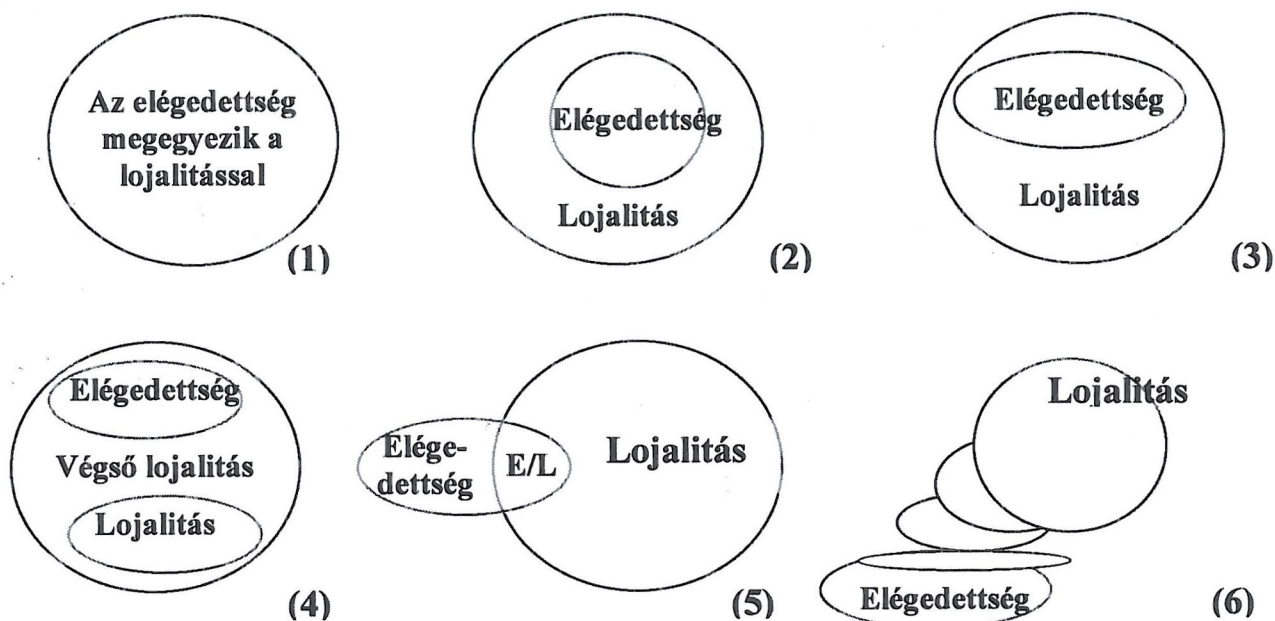 Az elégedettség
megegyezik a
lojalitással
(1)
Elégedettség
Lojalitás
(2)
Elégedettség
Lojalitás
(3)
Elégedettség
Végső lojalitás
Lojalitás
(4)
Elége-
dettség
E/L
Lojalitás
(5)
Lojalitás
Elégedettség
(6)